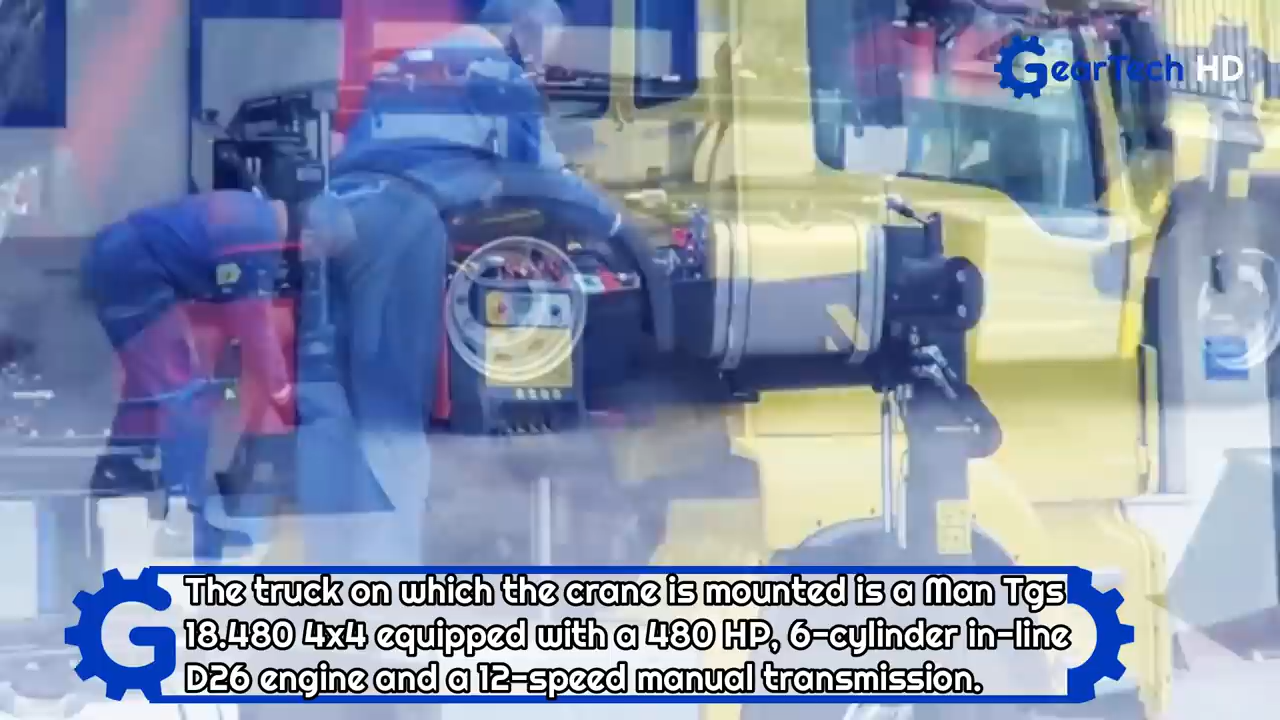 GearTech HD
The truck on which the crane is mounted is a Man Tgs
18.480 4x4 equipped with a 480 HP, 6-cylinder in-line
D26 engine and a 12-speed manual transmission.